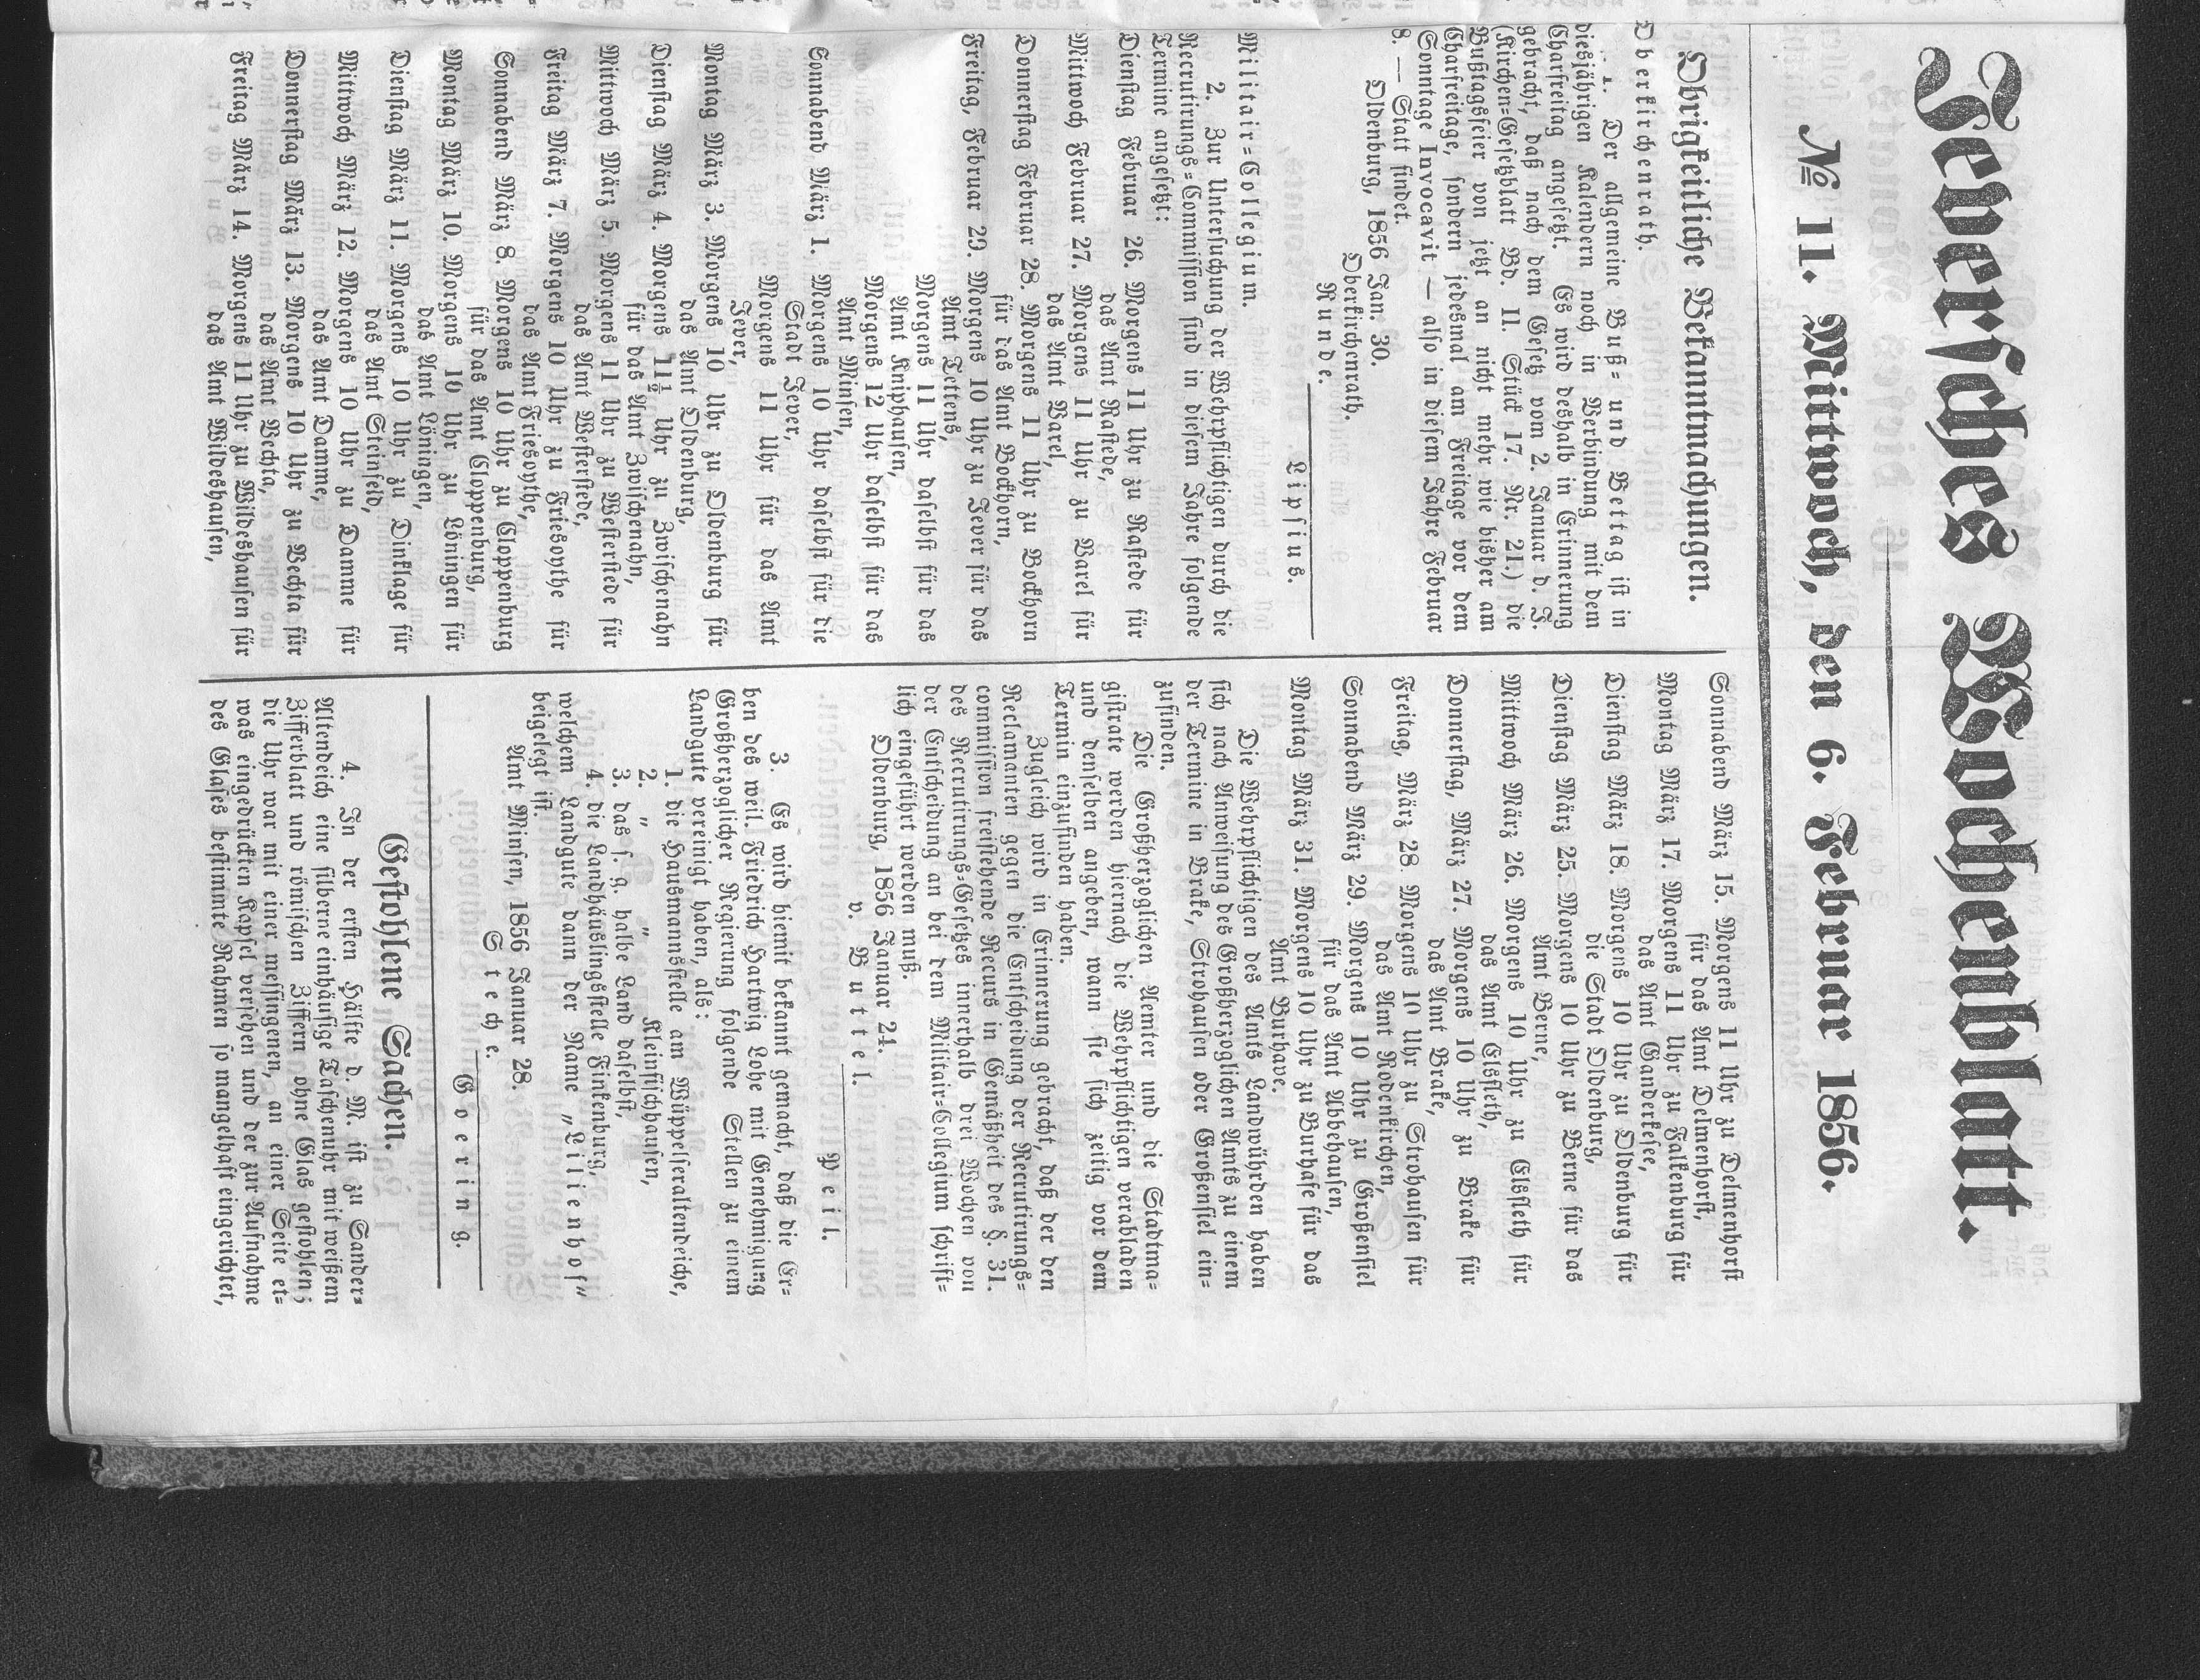 Jeversches Wochenblatt.
№ 11. Mittwoch, den 6. Februar 1856.
Obrigkeitliche Bekanntmachungen.
Oberkirchenrath.
1. Der allgemeine Buß= und Bettag ist in
diesjährigen Kalendern noch in Verbindung mit dem
Charfreitag angesetzt. Es wird deshalb in Erinnerung
gebracht, daß nach dem Gesetz vom 2. Januar d. J.
(Kirchen=Gesetzblatt Bd. II. Stück 17. Nr. 21.) die
Bußtagsfeier von jetzt an nicht mehr wie bisher am
Charfreitage, sondern jedesmal am Freitage vor dem
Sonntage Invocavit — also in diesem Jahre Februar
8. — Statt findet.
Oldenburg, 1856 Jan. 30.
Oberkirchenrath.
Runde.
Lipsius.
Militair=Collegium.
2. Zur Untersuchung der Wehrpflichtigen durch die
Recrutirungs=Commission sind in diesem Jahre folgende
Termine angesetzt:
Dienstag Februar 26. Morgens 11 Uhr zu Rastede für
das Amt Rastede,
Mittwoch Februar 27. Morgens 11 Uhr zu Varel für
das Amt Varel,
Donnerstag Februar 28. Morgens 11 Uhr zu Bockhorn
für das Amt Bockhorn,
Freitag, Februar 29. Morgens 10 Uhr zu Jever für das
Amt Tettens,
Morgens 11 Uhr daselbst für das
Amt Kniphausen,
Morgens 12 Uhr daselbst für das
Amt Minsen,
Sonnabend März 1. Morgens 10 Uhr daselbst für die
Stadt Jever,
Morgens 11 Uhr für das Amt
Jever,
Montag März 3. Morgens 10 Uhr zu Oldenburg für
das Amt Oldenburg,
Dienstag März 4. Morgens 11½ Uhr zu Zwischenahn
für das Amt Zwischenahn,
Mittwoch März 5. Morgens 11 Uhr zu Westerstede für
das Amt Westerstede,
Freitag März 7. Morgens 10 Uhr zu Friesoythe für
das Amt Friesoythe,
Sonnabend März 8. Morgens 10 Uhr zu Cloppenburg
für das Amt Cloppenburg,
Montag März 10. Morgens 10 Uhr zu Löningen für
das Amt Löningen,
Dienstag März 11. Morgens 10 Uhr zu Dinklage für
das Amt Steinfeld,
Mittwoch März 12. Morgens 10 Uhr zu Damme für
das Amt Damme,
Donnerstag März 13. Morgens 10 Uhr zu Vechta für
das Amt Vechta,
Freitag März 14. Morgens 11 Uhr zu Wildeshausen für
das Amt Wildeshausen,
Sonnabend März 15. Morgens 11 Uhr zu Delmenhorst
für das Amt Delmenhorst,
Montag März 17. Morgens 11 Uhr zu Falkenburg für
das Amt Ganderkesee,
Dienstag März 18. Morgens 10 Uhr zu Oldenburg für
die Stadt Oldenburg,
Dienstag März 25. Morgens 10 Uhr zu Berne für das
Amt Berne,
Mittwoch März 26. Morgens 10 Uhr zu Elsfleth für
das Amt Elsfleth,
Donnerstag, März 27. Morgens 10 Uhr zu Brake für
das Amt Brake,
Freitag, März 28. Morgens 10 Uhr zu Strohausen für
das Amt Rodenkirchen,
Sonnabend März 29. Morgens 10 Uhr zu Großensiel
für das Amt Abbehausen,
Montag März 31. Morgens 10 Uhr zu Burhafe für das
Amt Burhave.
Die Wehrpflichtigen des Amts Landwührden haben
sich nach Anweisung des Großherzoglichen Amts zu einem
der Termine in Brake, Strohausen oder Großensiel ein=
zufinden.
Die Großherzoglichen Aemter und die Stadtma=
gistrate werden hiernach die Wehrpflichtigen verabladen
und denselben angeben, wann sie sich zeitig vor dem
Termin einzufinden haben.
Zugleich wird in Erinnerung gebracht, daß der den
Reclamenten gegen die Entscheidung der Recrutirungs=
commission freistehende Recurs in Gemäßheit des §. 31.
des Recrutirungs=Gesetzes innerhalb drei Wochen von
der Entscheidung an bei dem Militair=Collegium schrift=
lich eingeführt werden muß.
Oldenburg, 1856 Januar 24.
v. Buttel.
Peil.
3. Es wird hiemit bekannt gemacht, daß die Er=
ben des weil. Friedrich Hartwig Lohe mit Genehmigung
Großherzoglicher Regierung folgende Stellen zu einem
Landgute vereinigt haben, als:
1. die Hausmannsstelle am Wüppelseraltendeiche,
2. „ „ Kleinfischhausen,
3. das s. g. halbe Land daselbst,
4. die Landhäuslingsstelle Finkenburg,
welchem Landgute dann der Name „Lilienhof“
beigelegt ist.
Amt Minsen, 1856 Januar 28.
Steche.
Goering.
Gestohlene Sachen.
4. In der ersten Hälfte d. M. ist zu Sander=
Altendeich eine silberne einhäusige Taschenuhr mit weißem
Zifferblatt und römischen Ziffern ohne Glas gestohlen;
die Uhr war mit einer messingenen, an einer Seite et=
was eingedrückten Kapsel versehen und der zur Aufnahme
des Glases bestimmte Rahmen so mangelhaft eingerichtet,